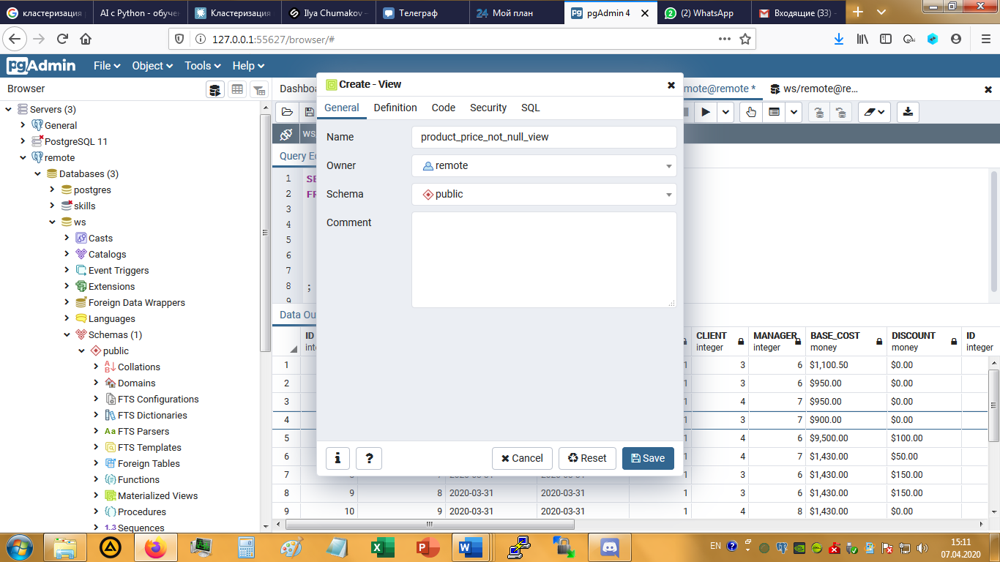 кластеризация
AI с Python - обучен
Кластеризация
Ilya Chumakov –
Телеграф
24 Мой план
pgAdmin 4
(2) WhatsApp
Входящие (33) -
127.0.0.1:55627/browser/#
pgAdmin File Object Tools Help
Browser
Dashboa
mote@remote *
ws/remote@re...
Servers (3)
General
PostgreSQL 11
remote
Databases (3)
postgres
skills
ws
Casts
Catalogs
Event Triggers
Extensions
Foreign Data Wrappers
Languages
Schemas (1)
public
Collations
Domains
FTS Configurations
FTS Dictionaries
Aa FTS Parsers
FTS Templates
Foreign Tables
Functions
Materialized Views
Procedures
1..3 Sequences
WS
Query Ed
1 SE
2 FR
3
4
5
6
7
8 ;
9
Create - View
General Definition Code Security SQL
Name product_price_not_null_view
Owner remote
Schema public
Comment
i ? Cancel Reset Save
Data Ou
ID CLIENT MANAGER BASE_COST DISCOUNT ID
inte integer integer money money integer
1 1 3 6 $1,100.50 $0.00
2 1 3 6 $950.00 $0.00
3 1 4 7 $950.00 $0.00
4 1 3 7 $900.00 $0.00
5 1 4 6 $9,500.00 $100.00
6 1 4 7 $1,430.00 $50.00
7 8 7 2020-03-31 2020-03-31 1 3 6 $1,430.00 $150.00
8 9 8 2020-03-31 2020-03-31 1 3 6 $1,430.00 $150.00
9 10 9 2020-03-31 2020-03-31 1 4 8 $1,430.00 $0.00
EN
15:11
07.04.2020